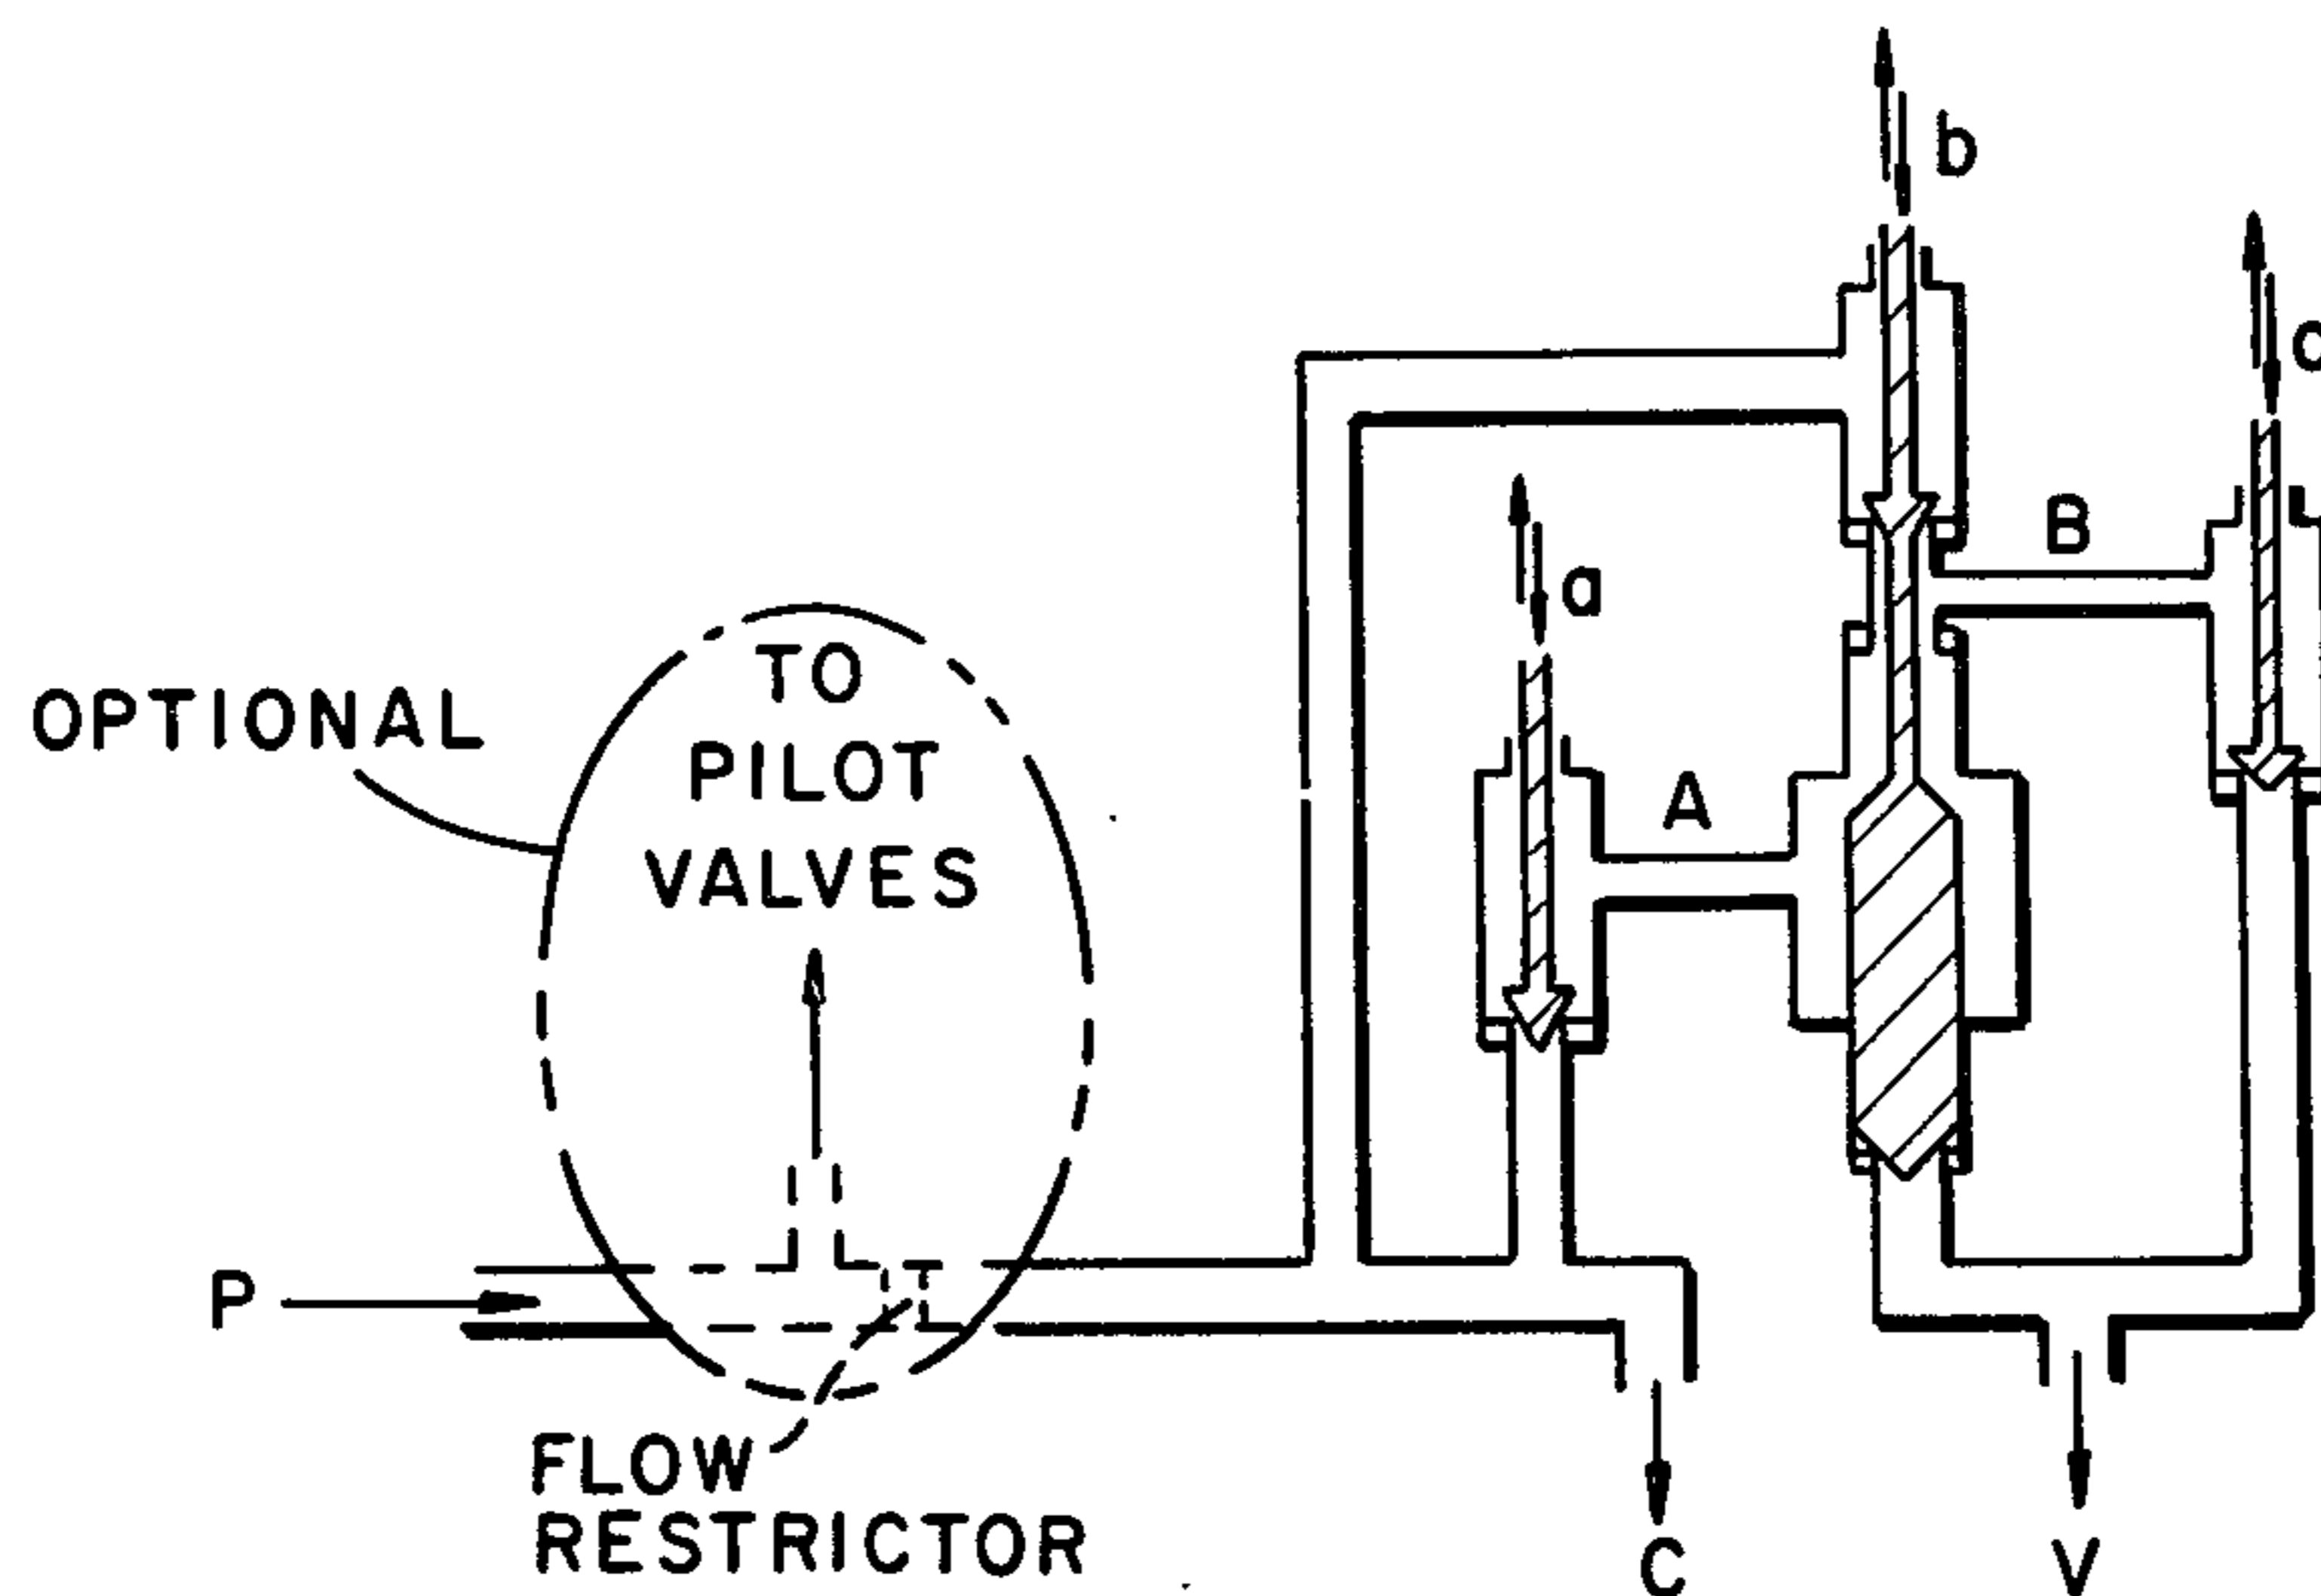 b
B
a
A
OPTIONAL
TO
PILOT
VALVES
P
FLOW
RESTRICTOR
C
V